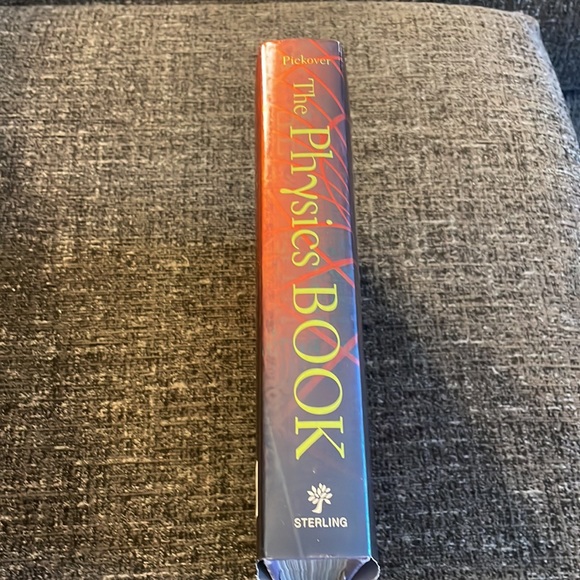 Pickover
The Physics BOOK
STERLING